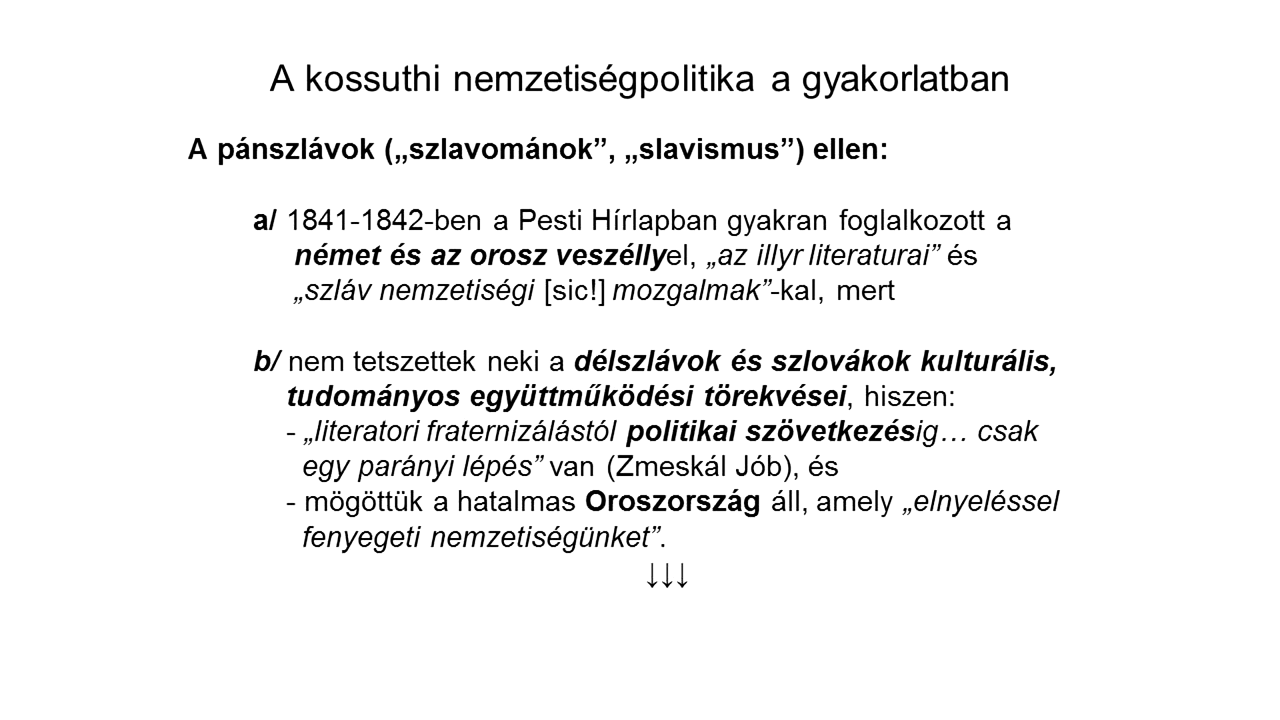 A kossuthi nemzetiségpolitika a gyakorlatban
A pánszlávok („szlavománok”, „slavismus”) ellen:
a/ 1841-1842-ben a Pesti Hírlapban gyakran foglalkozott a
német és az orosz veszéllyel, „az illyr literaturai” és
„szláv nemzetiségi [sic!] mozgalmak”-kal, mert
b/ nem tetszettek neki a délszlávok és szlovákok kulturális,
tudományos együttműködési törekvései, hiszen:
- „literatori fraternizálástól politikai szövetkezésig… csak
egy parányi lépés” van (Zmeskál Jób), és
- mögöttük a hatalmas Oroszország áll, amely „elnyeléssel
fenyegeti nemzetiségünket”.
↓↓↓